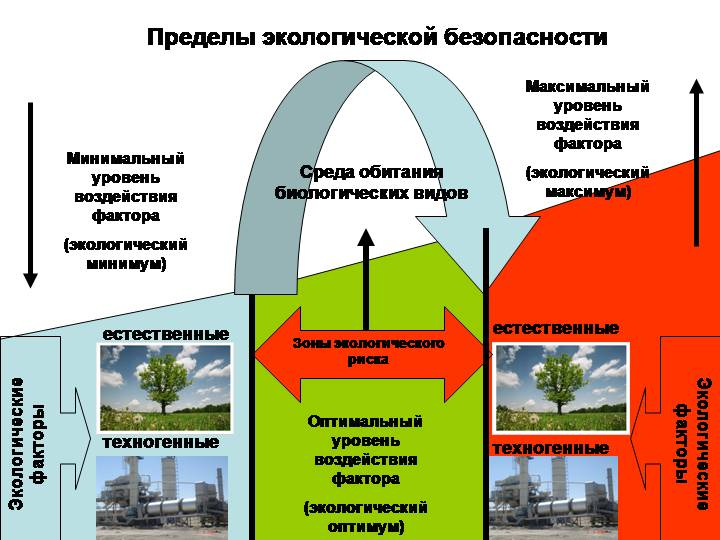 Пределы экологической безопасности
Минимальный
уровень
воздействия
фактора
(экологический
минимум)
Среда обитания
биологических видов
Максимальный
уровень
воздействия
фактора
(экологический
максимум)
естественные
техногенные
Экологические
факторы
Зоны экологического
риска
Оптимальный
уровень
воздействия
фактора
(экологический
оптимум)
естественные
техногенные
Экологические
факторы